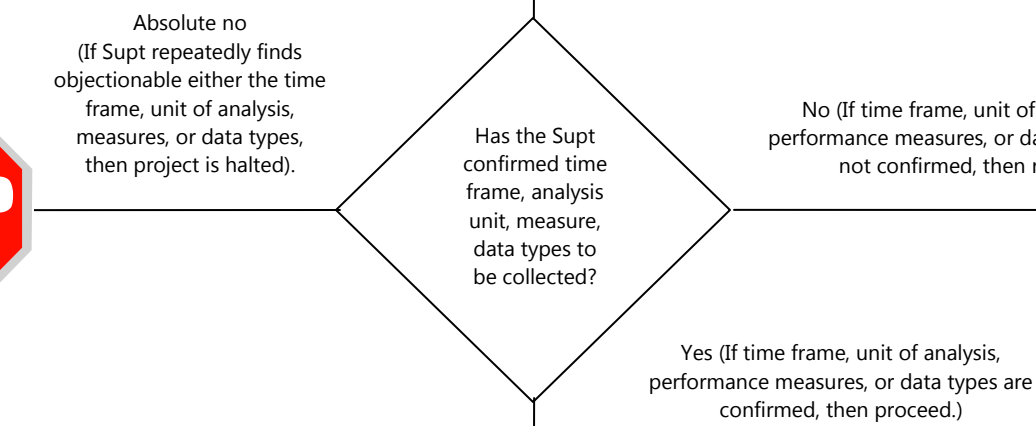 Absolute no
(If Supt repeatedly finds
objectionable either the time
frame, unit of analysis,
measures, or data types,
then project is halted).
Has the Supt
confirmed time
frame, analysis
unit, measure,
data types to
be collected?
No (If time frame, unit of
performance measures, or
not confirmed, then
Yes (If time frame, unit of analysis,
performance measures, or data types are
confirmed, then proceed.)